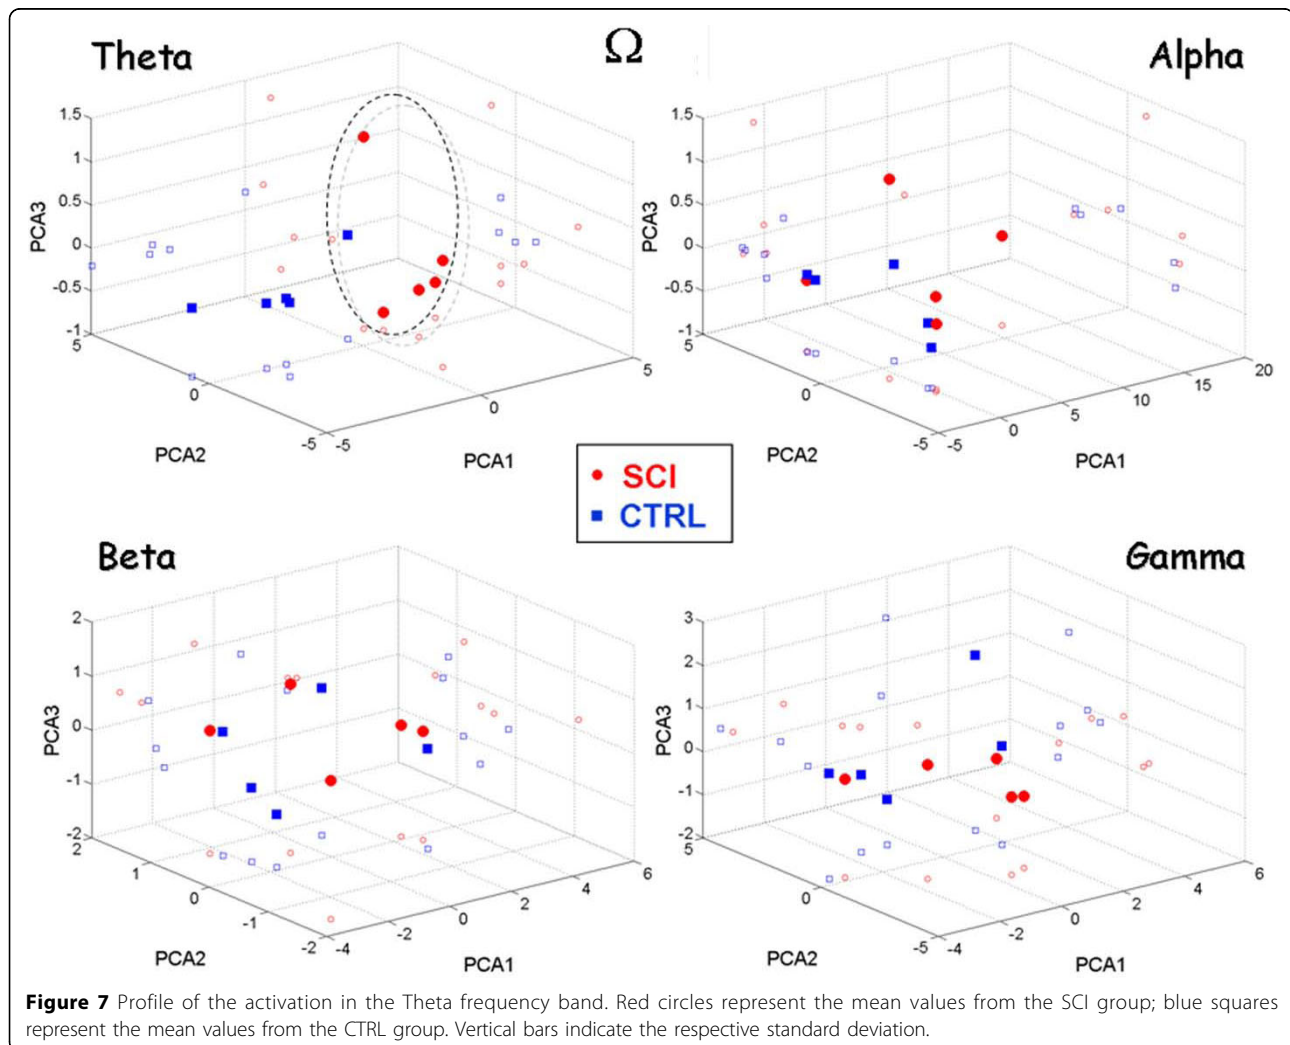 Theta
Ω
Alpha
1.5
1
0.5
0
-0.5
-1
PCA3
5
0
-5
PCA2
-5
0
5
PCA1
1.5
1
0.5
0
-0.5
-1
PCA3
5
0
-5
PCA2
-5
0
5
10
15
20
PCA1
SCI
CTRL
Beta
Gamma
2
1
0
-1
-2
PCA3
2
1
0
-1
-2
PCA2
-4
-2
0
2
4
6
PCA1
3
2
1
0
-1
-2
PCA3
5
0
-5
PCA2
-4
-2
0
2
4
6
PCA1
Figure 7 Profile of the activation in the Theta frequency band. Red circles represent the mean values from the SCI group; blue squares
represent the mean values from the CTRL group. Vertical bars indicate the respective standard deviation.